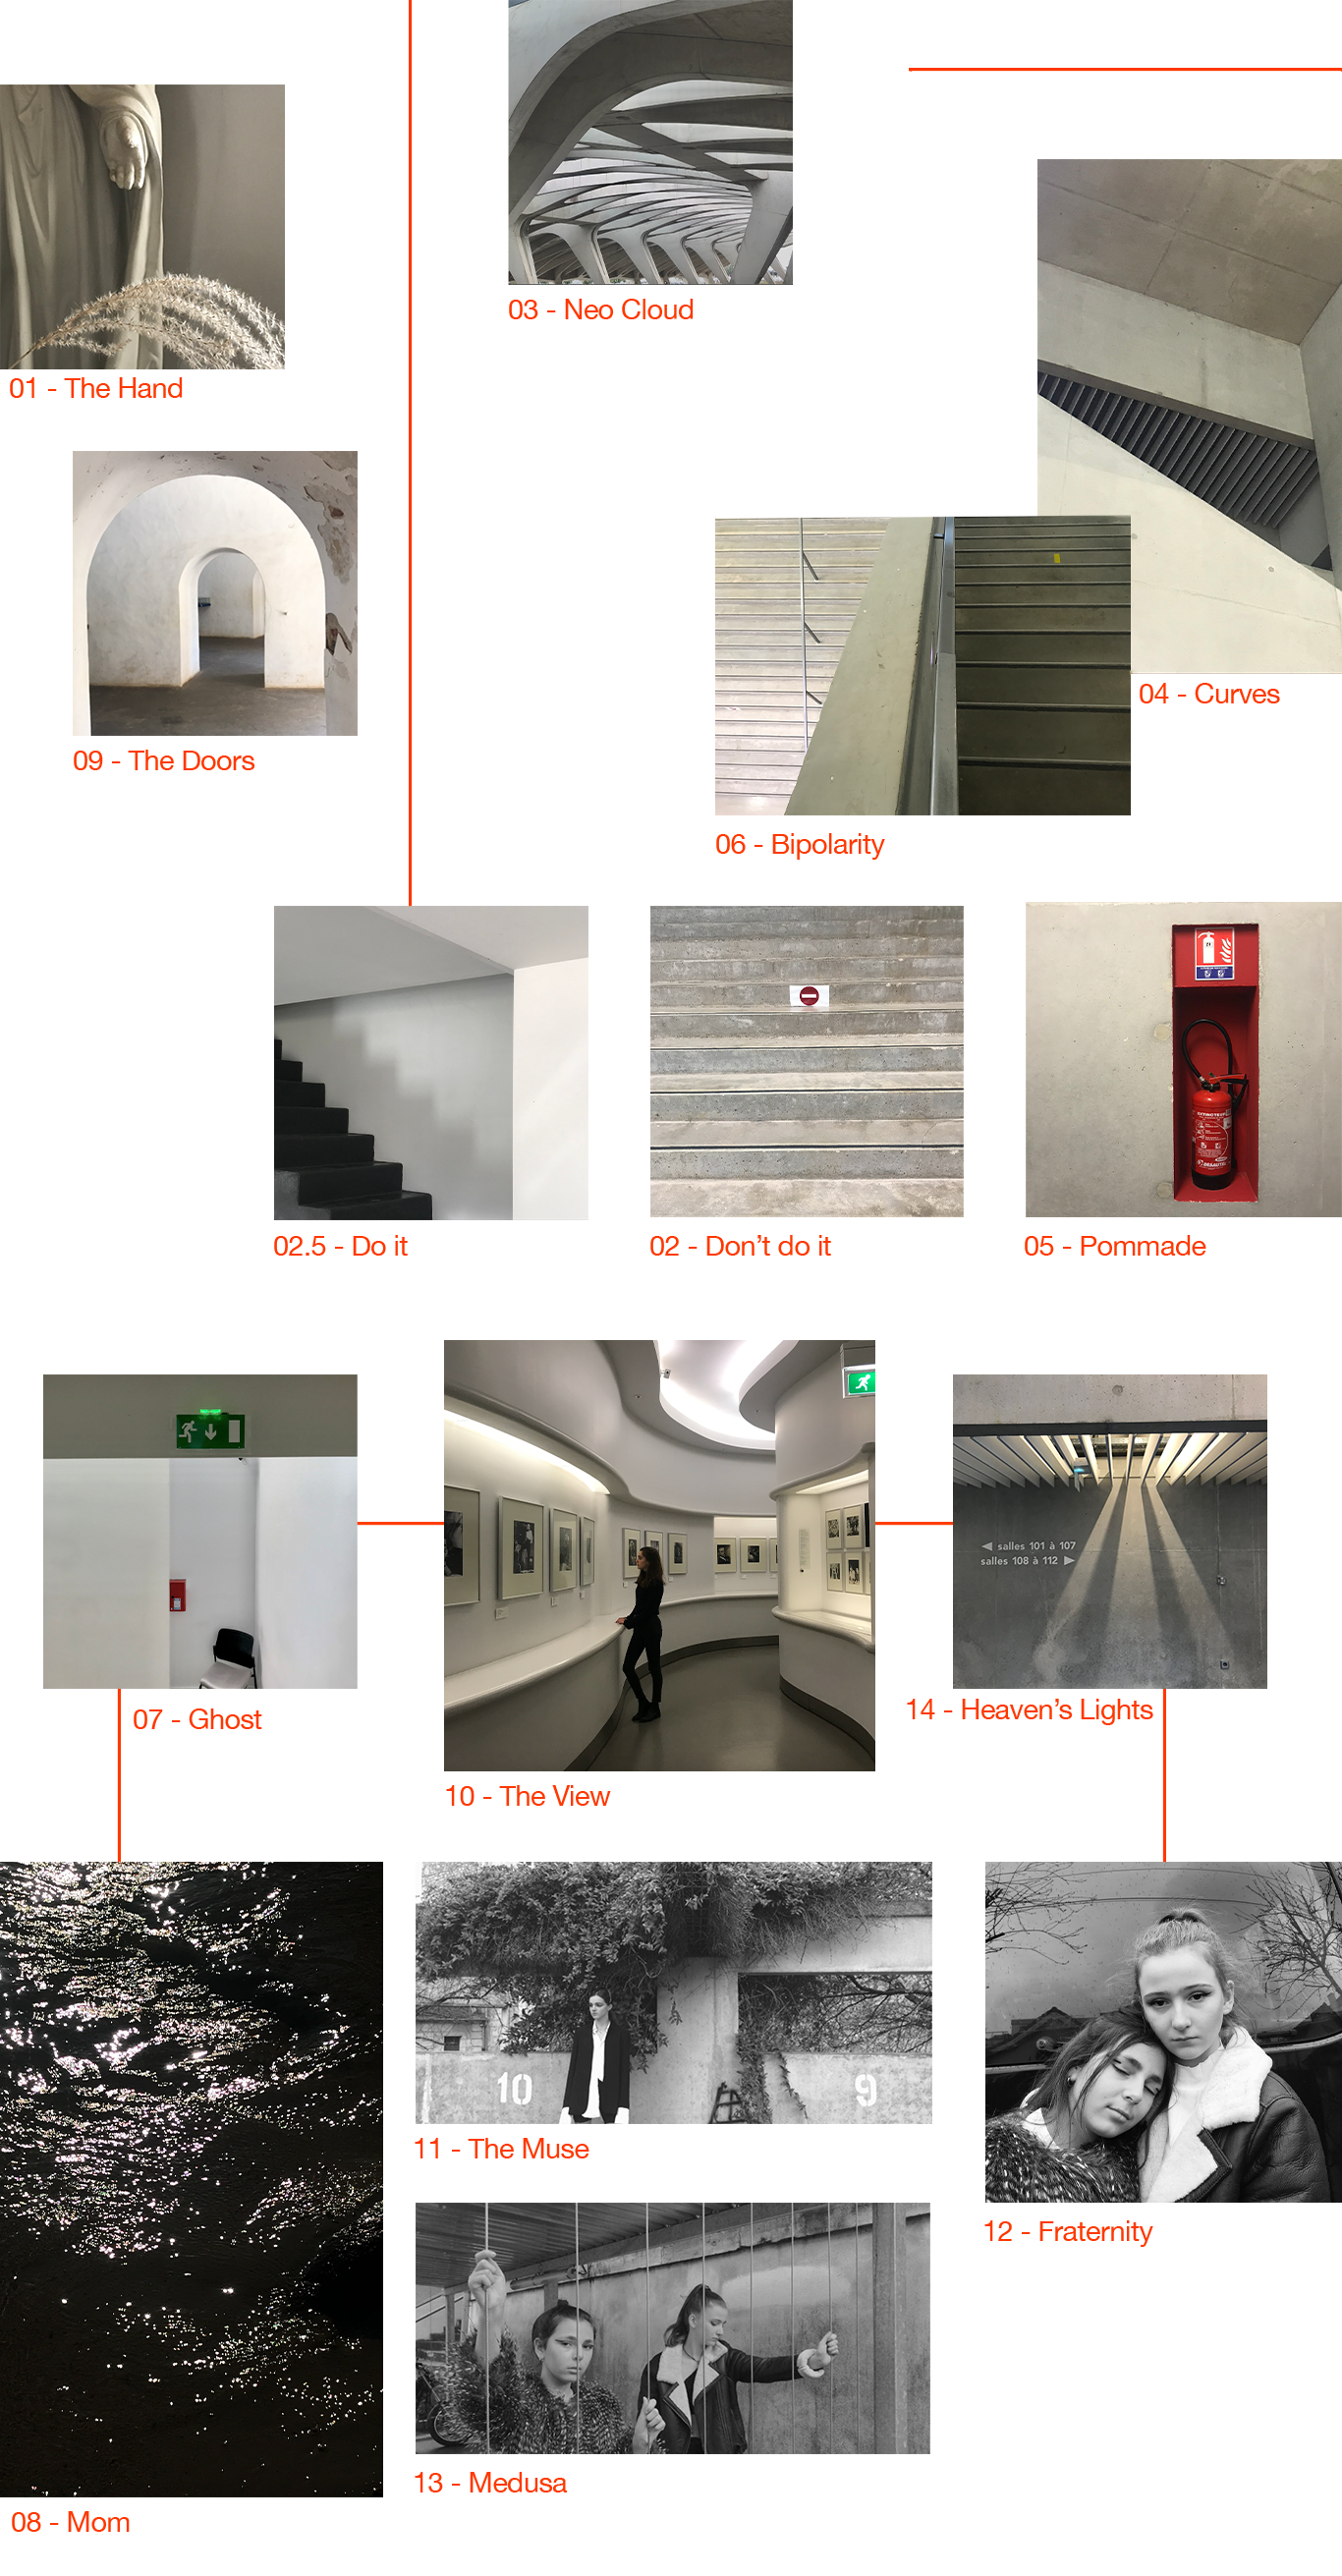 03 - Neo Cloud
01 - The Hand
04 - Curves
09 - The Doors
06 - Bipolarity
02.5 - Do it
02 - Don’t do it
05 - Pommade
salles 101 à 107
salles 108 à 112
07 - Ghost
14 - Heaven’s Lights
10 - The View
10
9
11 - The Muse
12 - Fraternity
13 - Medusa
08 - Mom